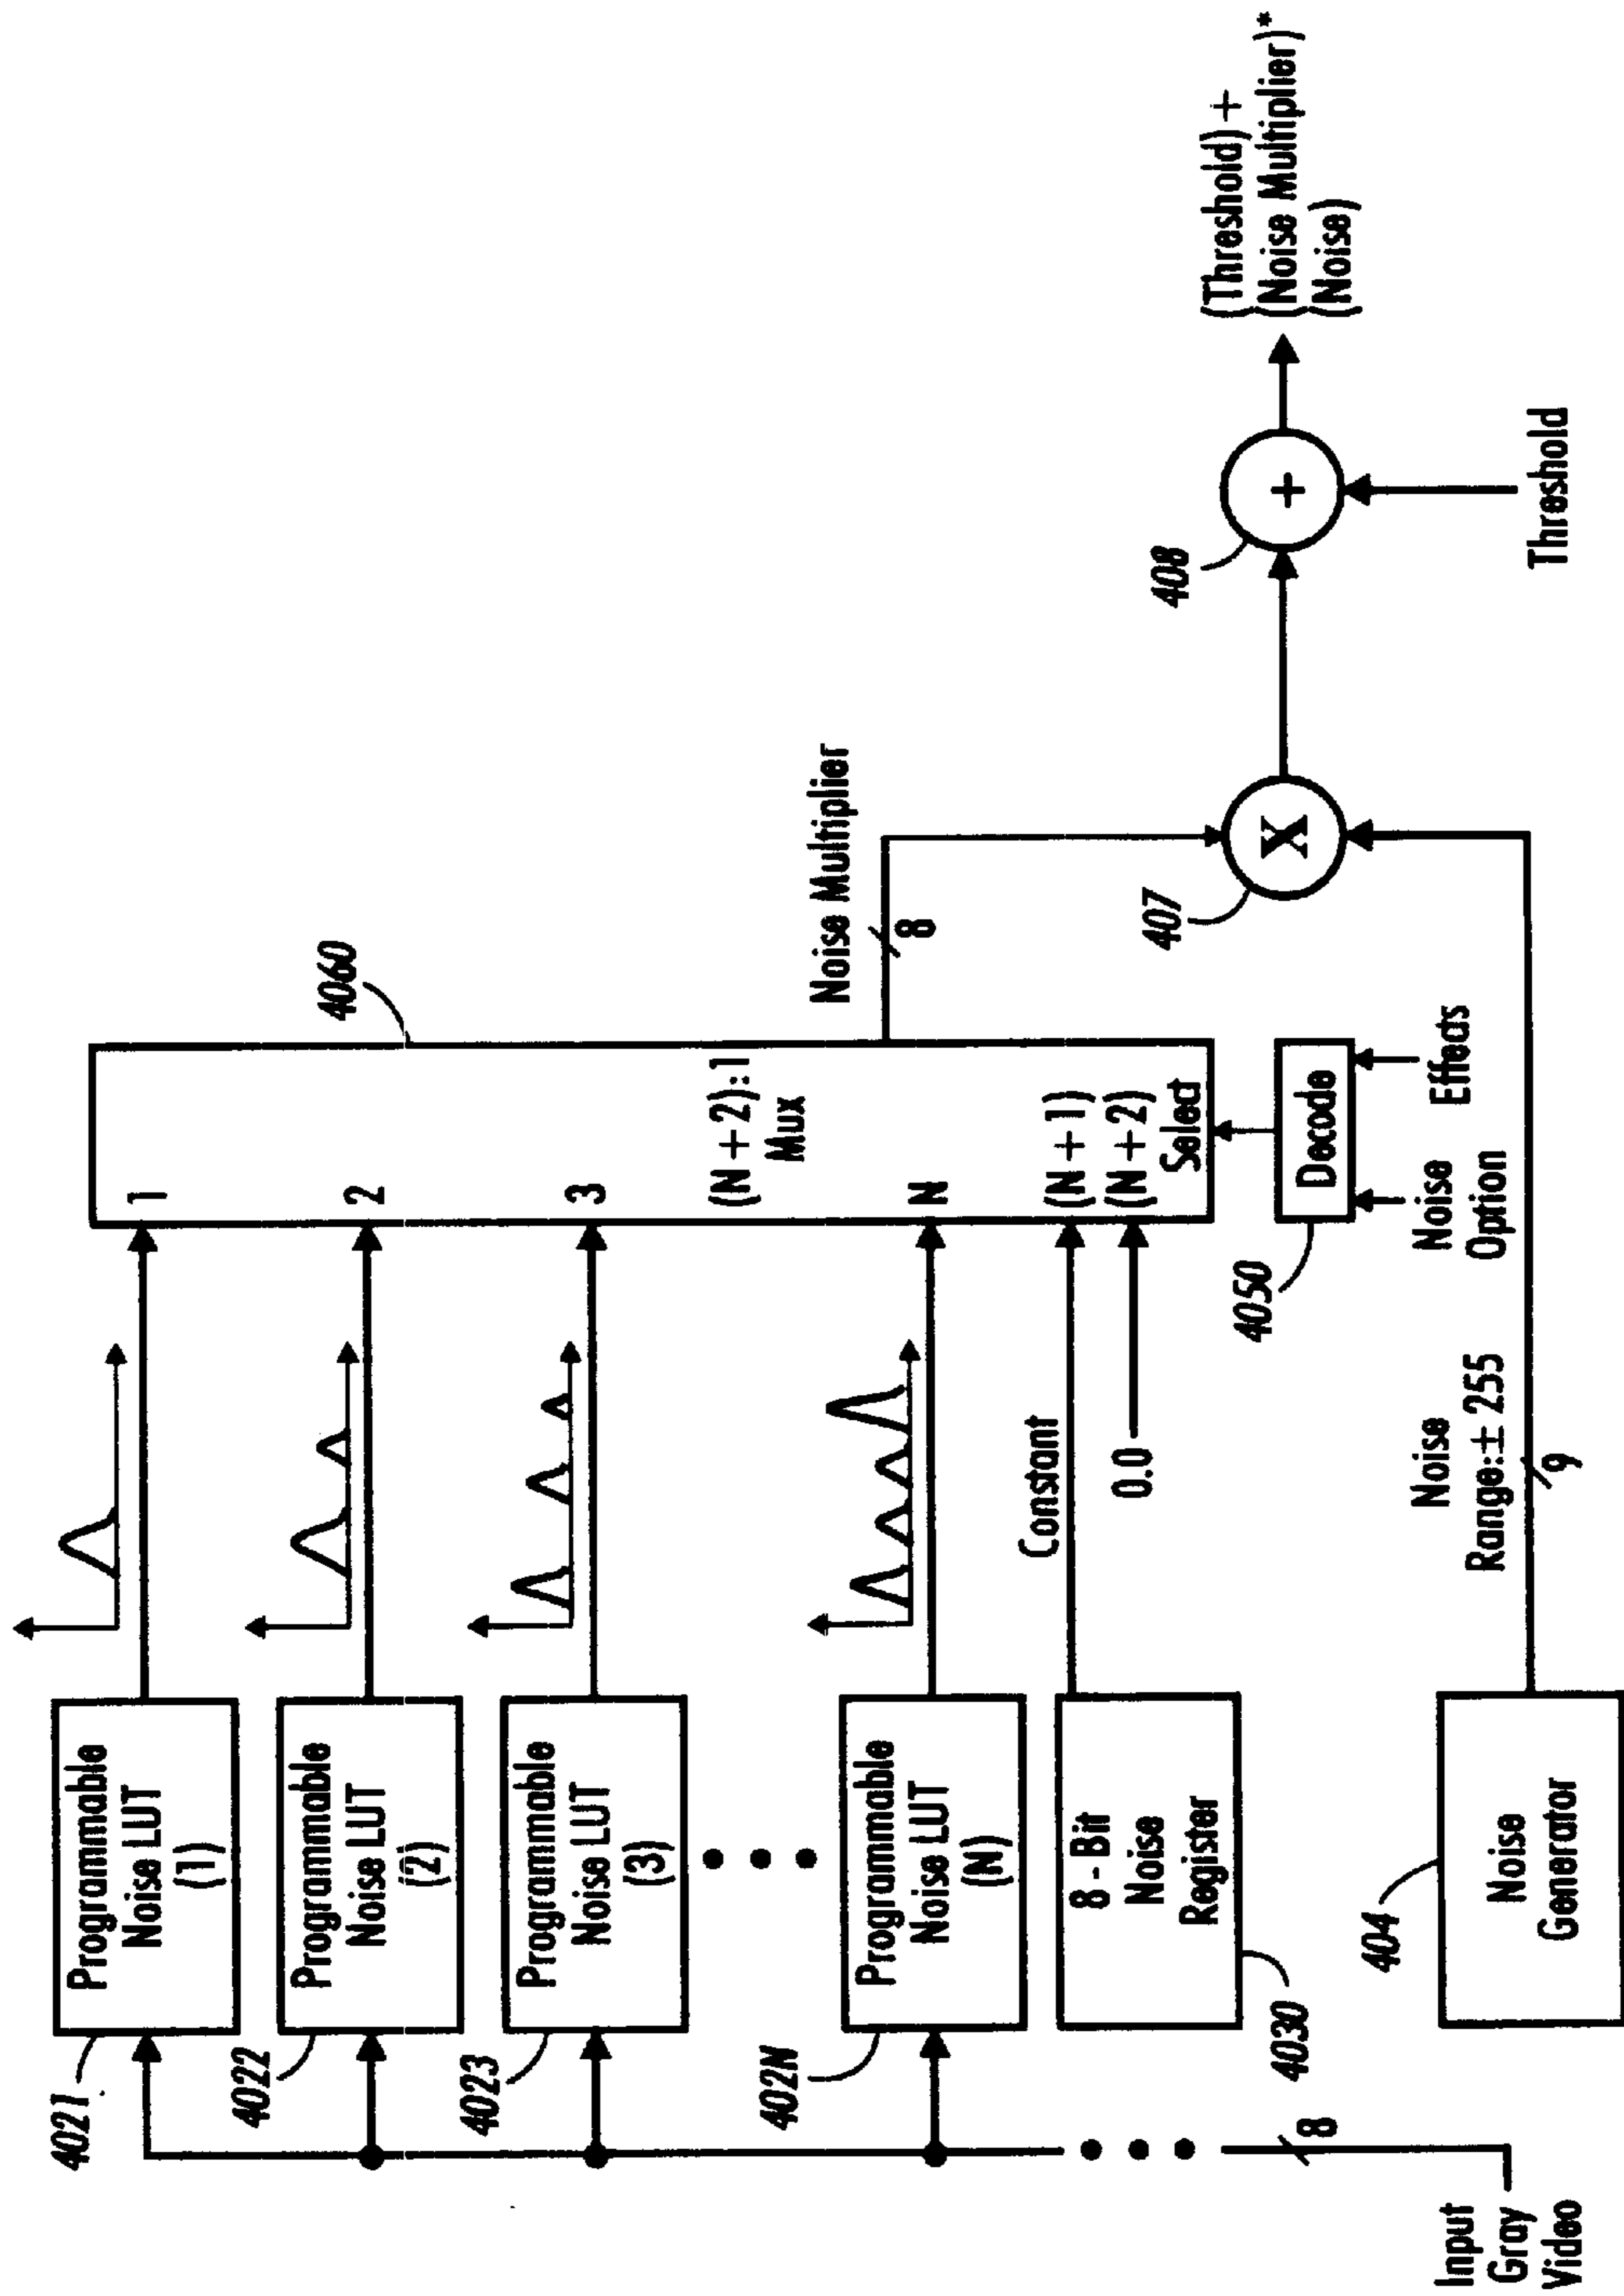 4021
Programmable
Noise LUT
(1)
1
4022
Programmable
Noise LUT
(2)
2
4023
Programmable
Noise LUT
(3)
3
402N
Programmable
Noise LUT
(N)
N
4060
(N+2):1
Mux
8 - Bit
Noise
Register
4030
Constant
(N+1)
0.0
(N+2)
Select
4050
Decode
Noise
Option
Effects
Noise Multiplier
8
Input
Gray
Video
8
404
Noise
Generator
Noise
Range:± 255
9
407
X
408
+
Threshold
(Threshold) +
(Noise Multiplier)*
(Noise)